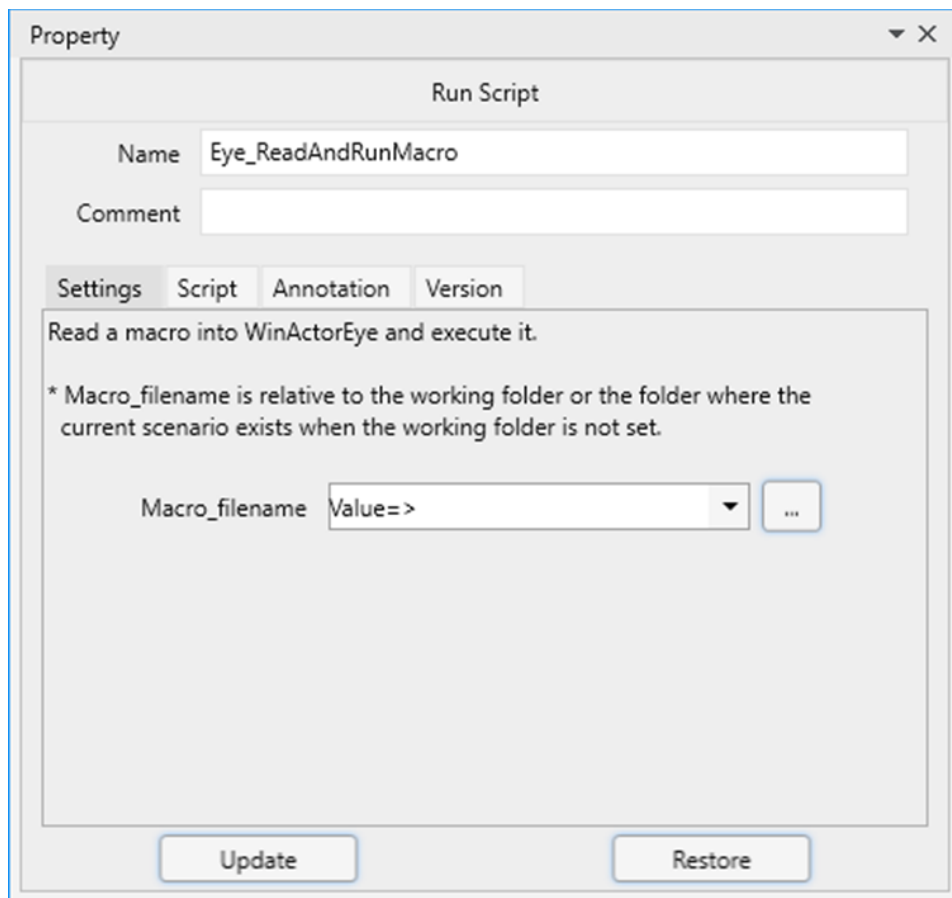 Property
Run Script
Name Eye_ReadAndRunMacro
Comment
Settings Script Annotation Version
Read a macro into WinActorEye and execute it.
* Macro_filename is relative to the working folder or the folder where the
current scenario exists when the working folder is not set.
Macro_filename Value=> ...
Update Restore